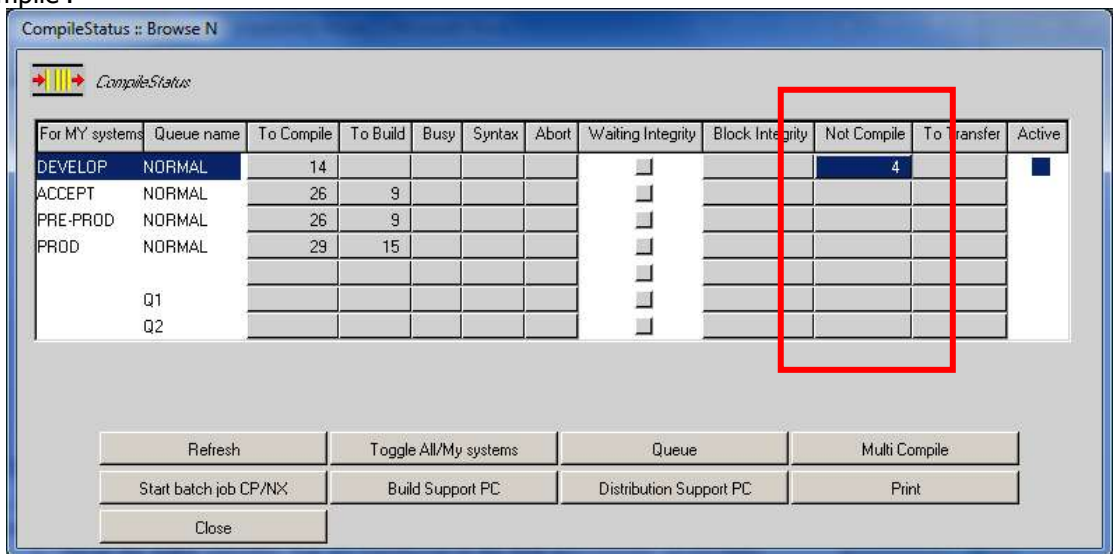 CompileStatus :: Browse N
CompileStatus
For MY systems Queue name To Compile To Build Busy Syntax Abort Waiting Integrity Block Integrity Not Compile To Transfer Active
DEVELOP NORMAL 14 4
ACCEPT NORMAL 26 9
PRE-PROD NORMAL 26 9
PROD NORMAL 29 15
Q1
Q2
Refresh Toggle All/My systems Queue Multi Compile
Start batch job CP/NX Build Support PC Distribution Support PC Print
Close